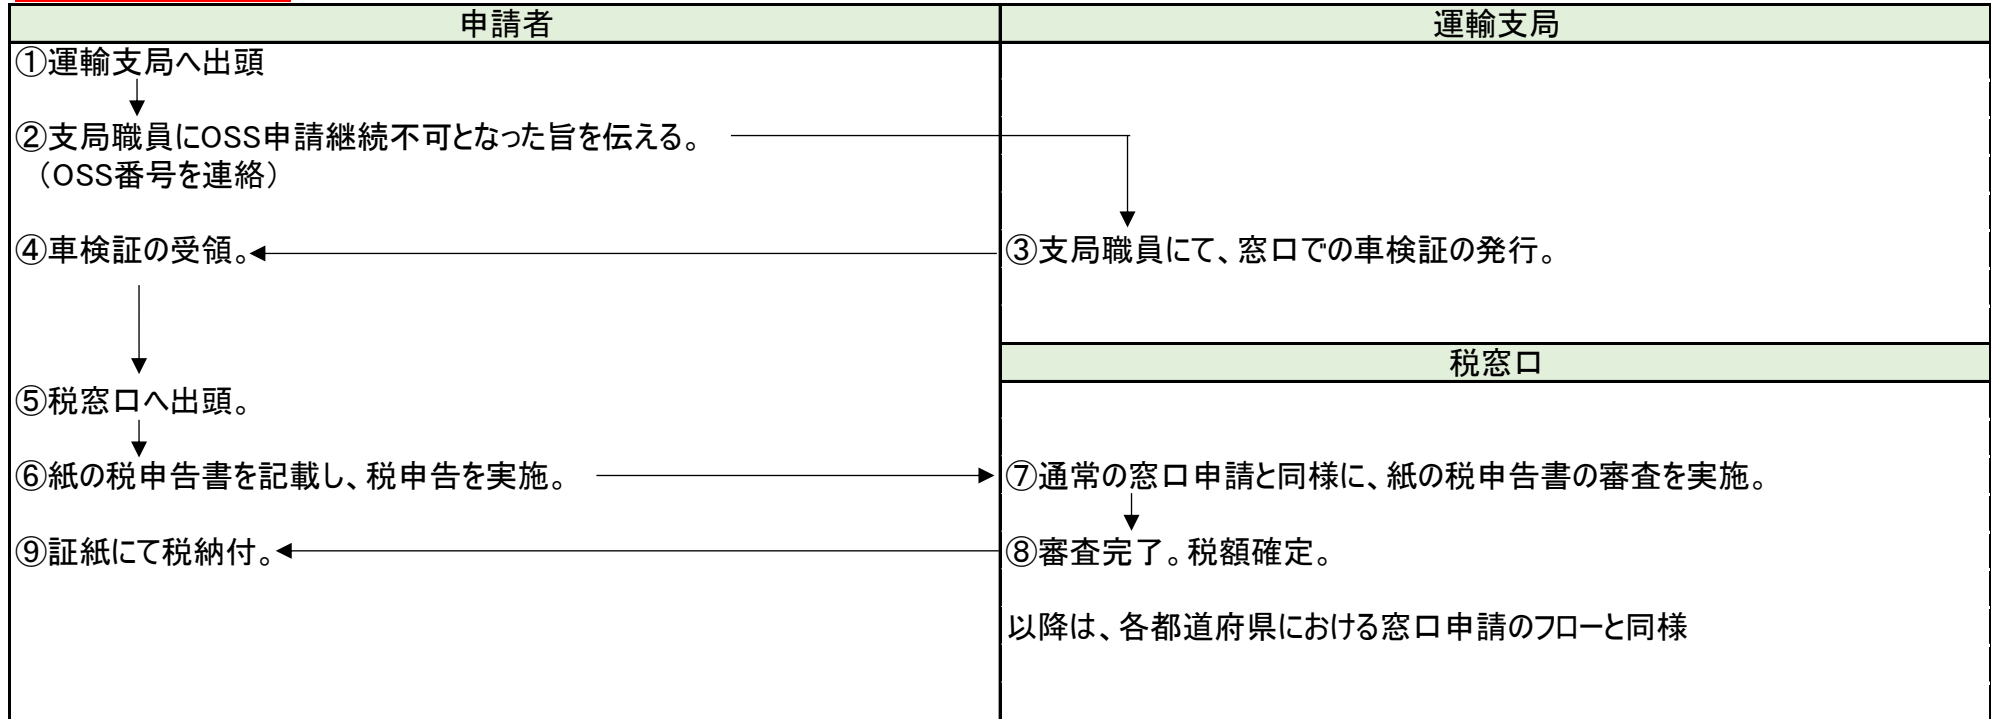 申請者
運輸支局
①運輸支局へ出頭
②支局職員にOSS申請継続不可となった旨を伝える。
（OSS番号を連絡）
④車検証の受領。
③支局職員にて、窓口での車検証の発行。
税窓口
⑤税窓口へ出頭。
⑥紙の税申告書を記載し、税申告を実施。
⑦通常の窓口申請と同様に、紙の税申告書の審査を実施。
⑨証紙にて税納付。
⑧審査完了。税額確定。
以降は、各都道府県における窓口申請のフローと同様